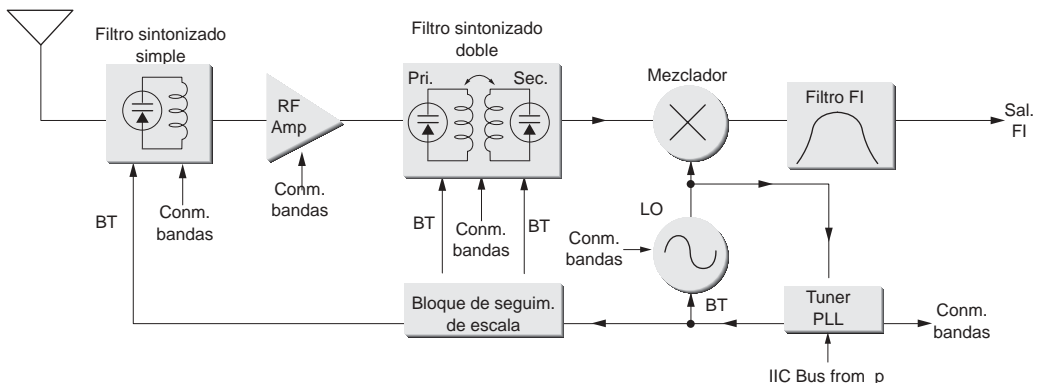 Filtro sintonizado
simple
Filtro sintonizado
doble
Pri.
Sec.
Mezclador
Filtro FI
Sal.
FI
RF
Amp
Conm.
bandas
BT
Conm.
bandas
BT
Conm.
bandas
BT
LO
Conm.
bandas
BT
Bloque de seguim.
de escala
Tuner
PLL
Conm.
bandas
IIC Bus from p